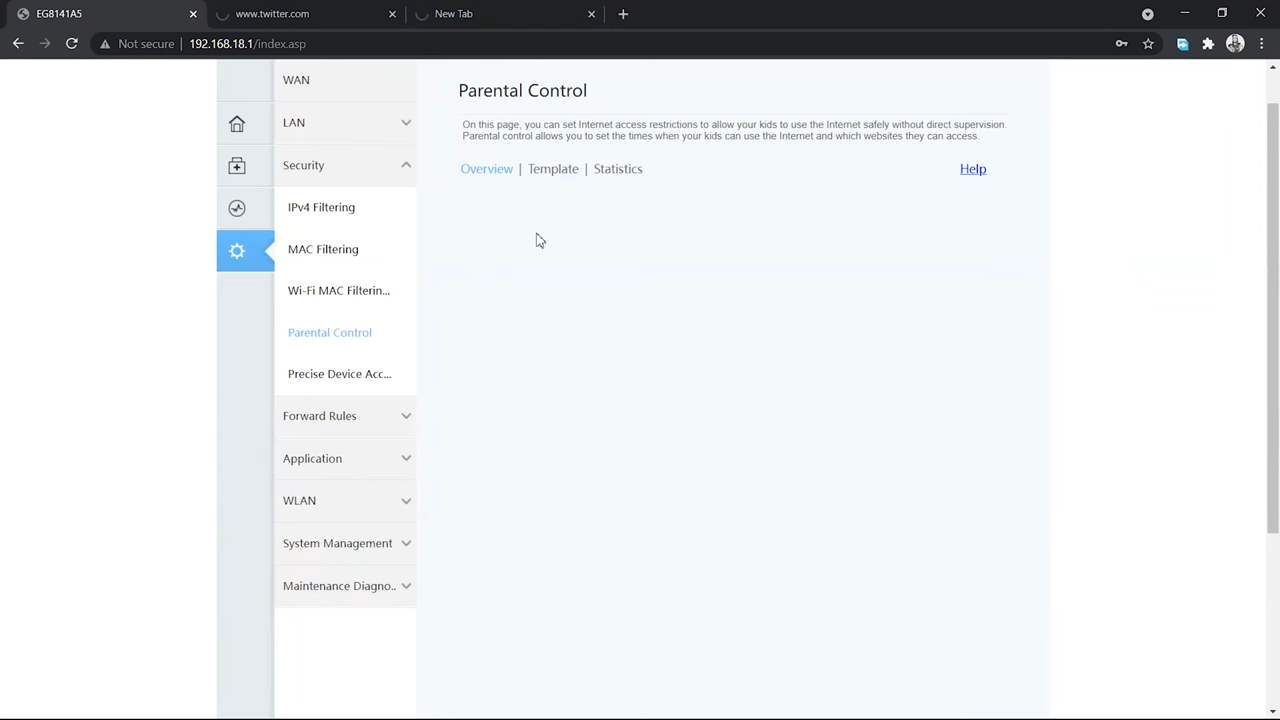 EG8141A5
www.twitter.com
New Tab
Not secure
192.168.18.1/index.asp
WAN
LAN
Security
IPv4 Filtering
MAC Filtering
Wi-Fi MAC Filterin...
Parental Control
Precise Device Acc...
Forward Rules
Application
WLAN
System Management
Maintenance Diagno..
Parental Control
On this page, you can set Internet access restrictions to allow your kids to use the Internet safely without direct supervision.
Parental control allows you to set the times when your kids can use the Internet and which websites they can access.
Overview | Template | Statistics
Help